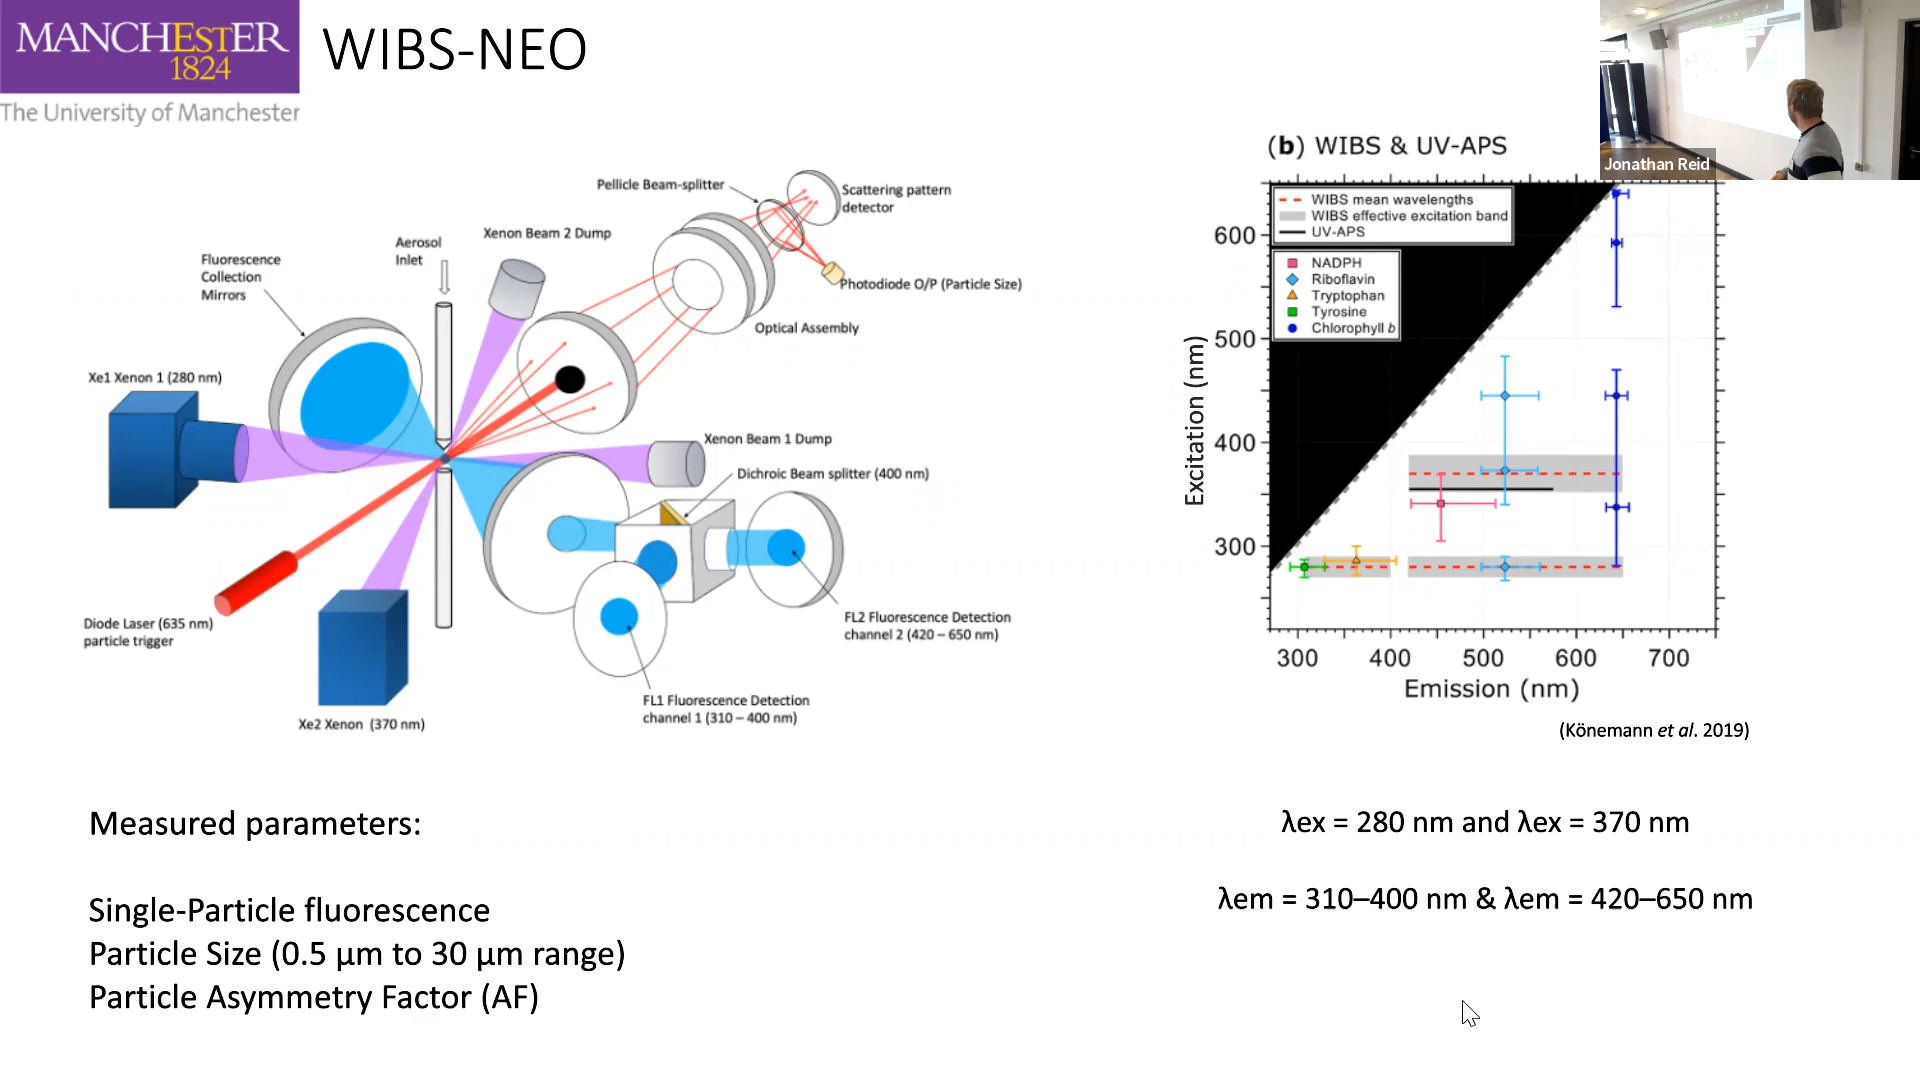 MANCHESTER
1824
The University of Manchester
WIBS-NEO
Jonathan Reid
Pellicle Beam-splitter
Scattering pattern
detector
Xenon Beam 2 Dump
Aerosol
Inlet
Fluorescence
Collection
Mirrors
Photodiode O/P (Particle Size)
Optical Assembly
Xe1 Xenon 1 (280 nm)
Xenon Beam 1 Dump
Dichroic Beam splitter (400 nm)
Diode Laser (635 nm)
particle trigger
FL2 Fluorescence Detection
channel 2 (420 – 650 nm)
FL1 Fluorescence Detection
channel 1 (310 – 400 nm)
Xe2 Xenon (370 nm)
(b) WIBS & UV-APS
WIBS mean wavelengths
WIBS effective excitation band
UV-APS
NADPH
Riboflavin
Tryptophan
Tyrosine
Chlorophyll b
600
500
400
300
Excitation (nm)
300 400 500 600 700
Emission (nm)
(Könemann et al. 2019)
Measured parameters:
Single-Particle fluorescence
Particle Size (0.5 µm to 30 µm range)
Particle Asymmetry Factor (AF)
λex = 280 nm and λex = 370 nm
λem = 310–400 nm & λem = 420–650 nm